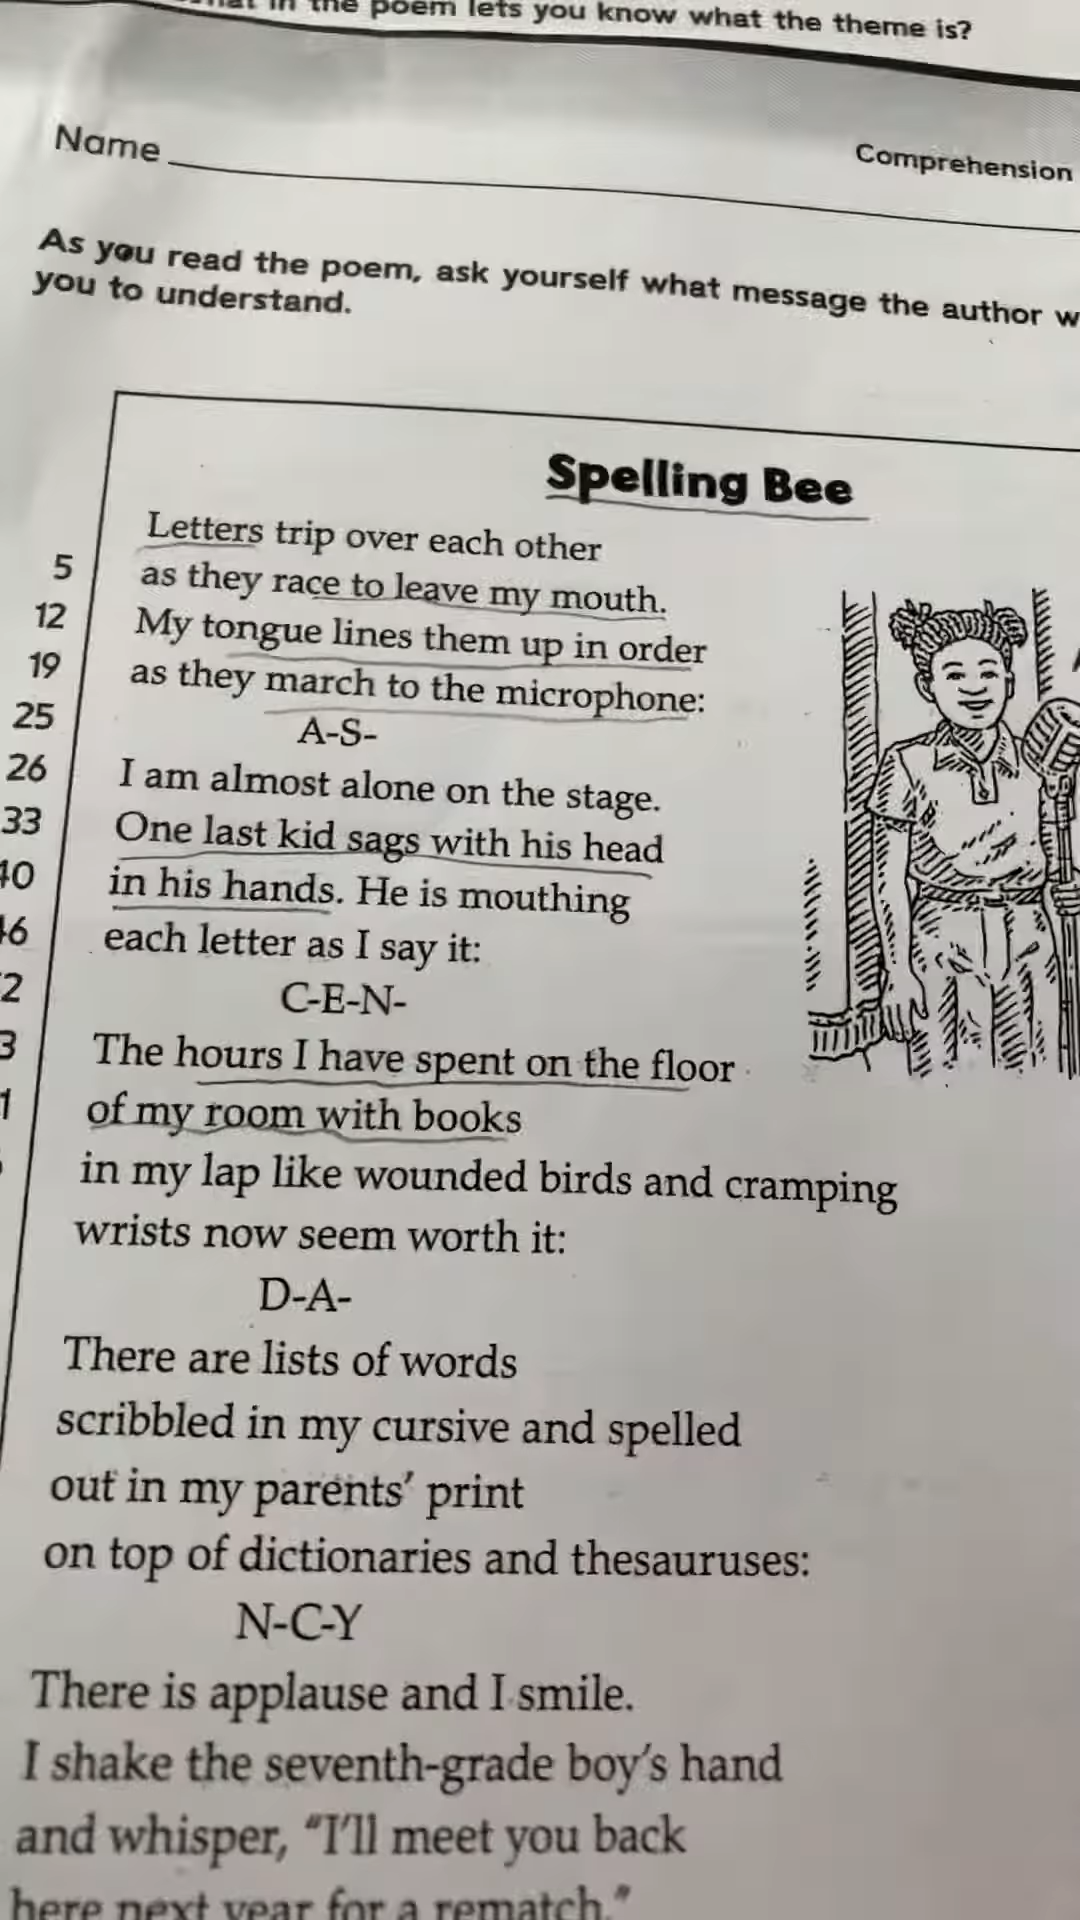 in the poem lets you know what the theme is?
Name
Comprehension
As you read the poem, ask yourself what message the author
you to understand.
Spelling Bee
Letters trip over each other
5 as they race to leave my mouth.
12 My tongue lines them up in order
19 as they march to the microphone:
25 A-S-
26 I am almost alone on the stage.
33 One last kid sags with his head
in his hands. He is mouthing
each letter as I say it:
C-E-N-
The hours I have spent on the floor
of my room with books
in my lap like wounded birds and cramping
wrists now seem worth it:
D-A-
There are lists of words
scribbled in my cursive and spelled
out in my parents' print
on top of dictionaries and thesauruses:
N-C-Y
There is applause and I smile.
I shake the seventh-grade boy's hand
and whisper, "I'll meet you back
here next year for a rematch."